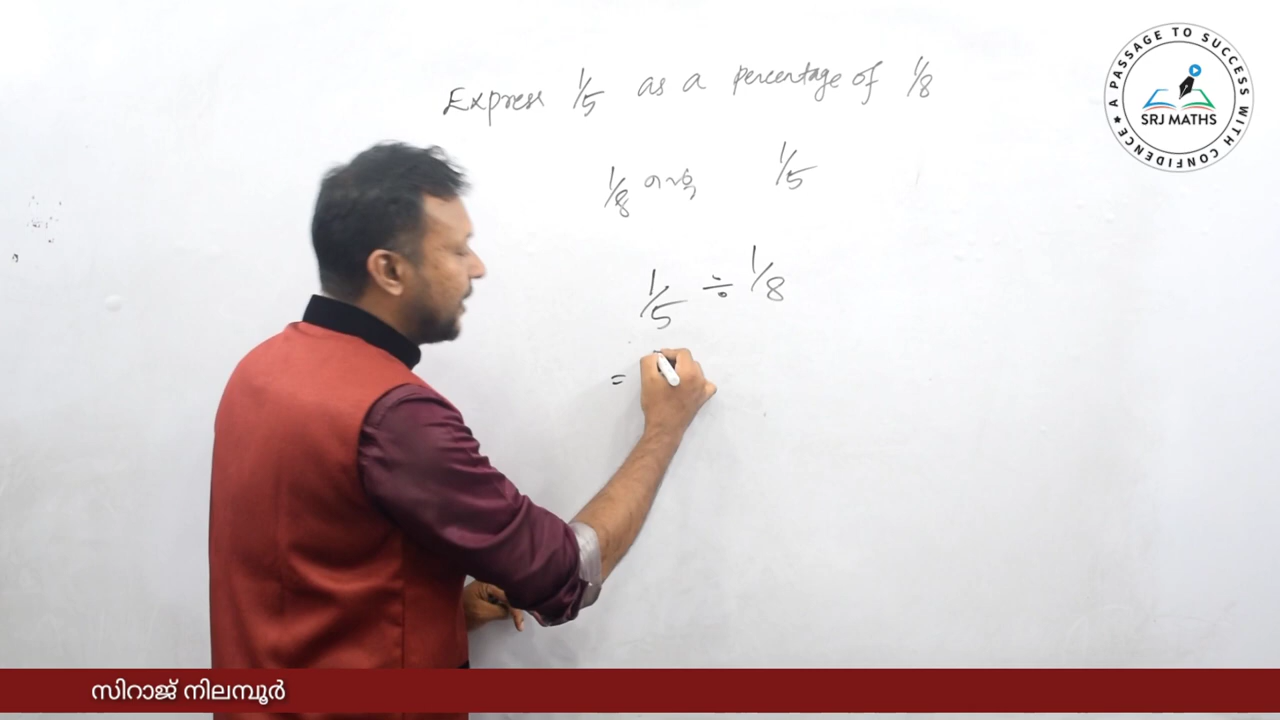 Express 1/5 as a percentage of 1/8
1/8 1/5
1/5 ÷ 1/8
=
A PASSAGE TO SUCCESS WITH CONFIDENCE ★
SRJ MATHS
സിറാജ് നിലമ്പൂർ